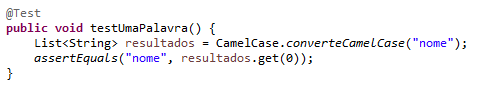 @Test
public void testUmaPalavra() {
    List<String> resultados = CamelCase.converteCamelCase("nome");
    assertEquals("nome", resultados.get(0));
}